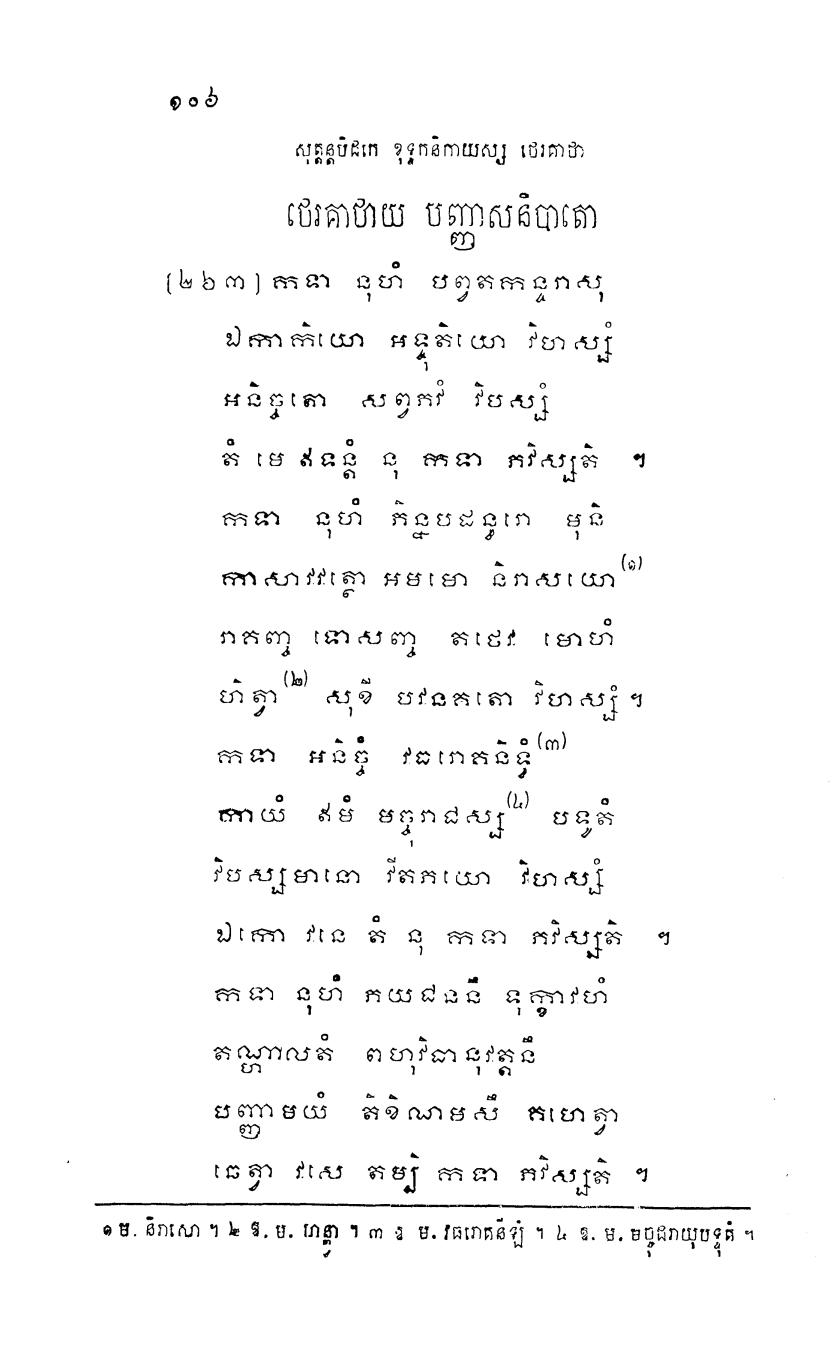 ១០៦
សុត្តន្តបិដកេ ខុទ្ទកនិកាយស្ស ថេរគាថា
ថេរគាថាយ បញ្ញាសនិបាតោ
[២៦៣] កទា នុហំ បព្វតកន្ទរាសុ
ឯកាកិយោ អទ្ទុតិយោ វិហស្សំ
អនិច្ចតោ សព្វភវំ វិបស្សំ
តំ មេ ឥទន្តំ នុ កទា ភវិស្សតិ ។
កទា នុហំ ភិន្នបដន្ធរោ មុនិ
កាសាវវត្ថោ អមមោ និរាសយោ(១)
រាគញ្ច ទោសញ្ច តថេវ មោហំ
ហិត្វា(២) សុខី បវនគតោ វិហស្សំ ។
កទា អនិច្ចំ វធរោគនិទ្ធំ(៣)
កាយំ ឥមំ មច្ចុរាជស្ស(៤) បទ្ទូតំ
វិបស្សមានោ វីតភយោ វិហស្សំ
ឯកោ វនេ តំ នុ កទា ភវិស្សតិ ។
កទា នុហំ ភយជននឹ ទុក្ខាវហំ
តណ្ហាលតំ ពហុវិធានុវត្តនឹ
បញ្ញាមយំ តិខិណមសឹ គហេត្វា
ឆេត្វា វសេ តម្បិ កទា ភវិស្សតិ ។
១ ម. និរាសោ ។ ២ ឱ. ម. ហន្ត្វា ។ ៣ ឱ ម. វធរោគនីឡំ ។ ៤ ឱ. ម. មច្ចុជរាយុបទ្ទុតំ ។